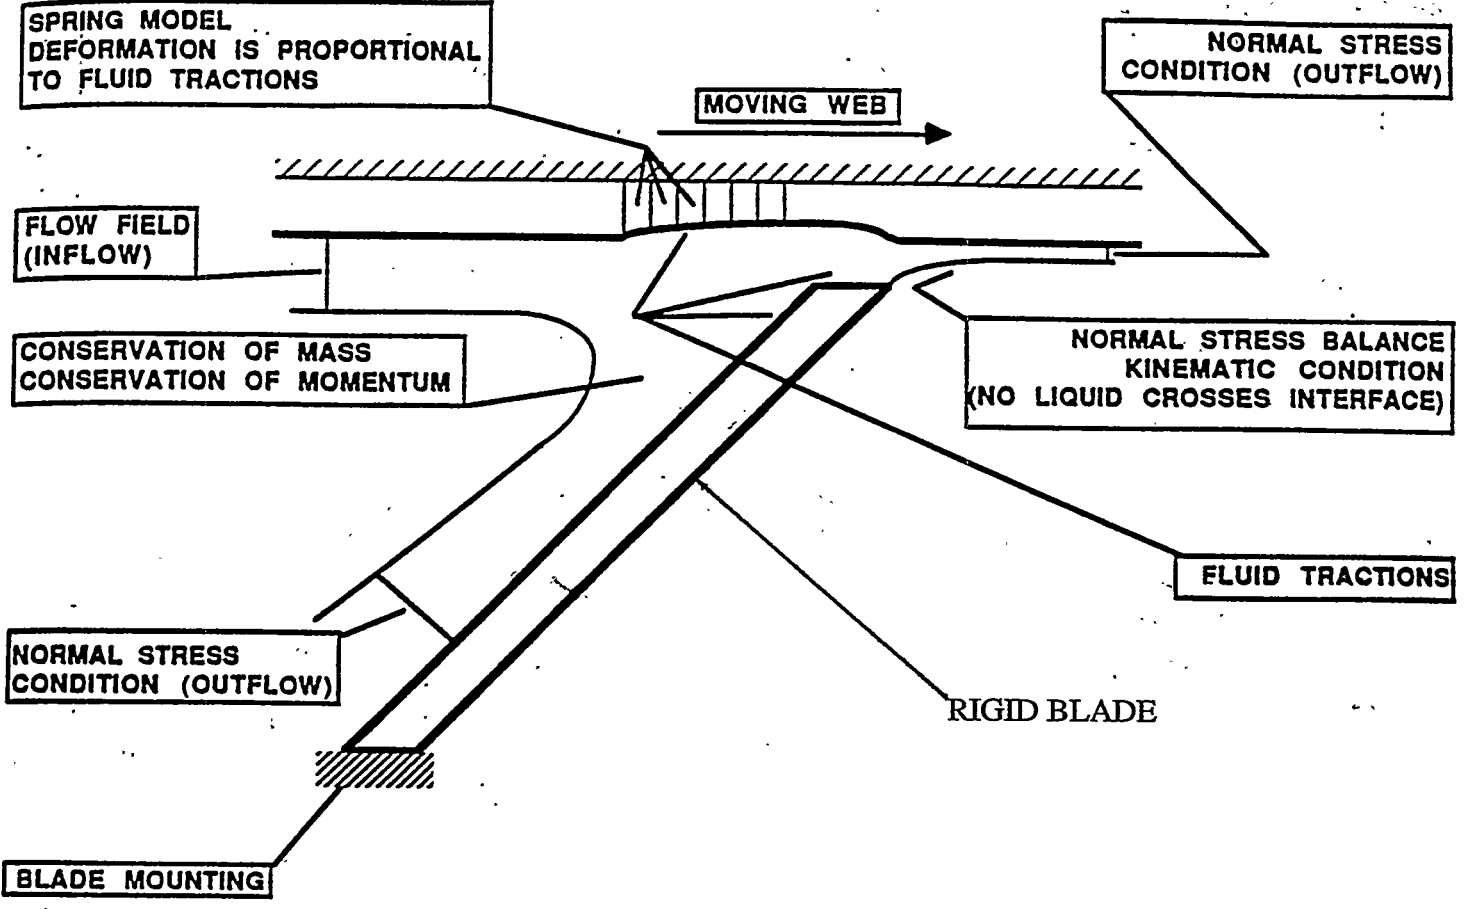 SPRING MODEL
DEFORMATION IS PROPORTIONAL
TO FLUID TRACTIONS
NORMAL STRESS
CONDITION (OUTFLOW)
MOVING WEB
FLOW FIELD
(INFLOW)
CONSERVATION OF MASS
CONSERVATION OF MOMENTUM
NORMAL STRESS BALANCE
KINEMATIC CONDITION
(NO LIQUID CROSSES INTERFACE)
FLUID TRACTIONS
NORMAL STRESS
CONDITION (OUTFLOW)
RIGID BLADE
BLADE MOUNTING